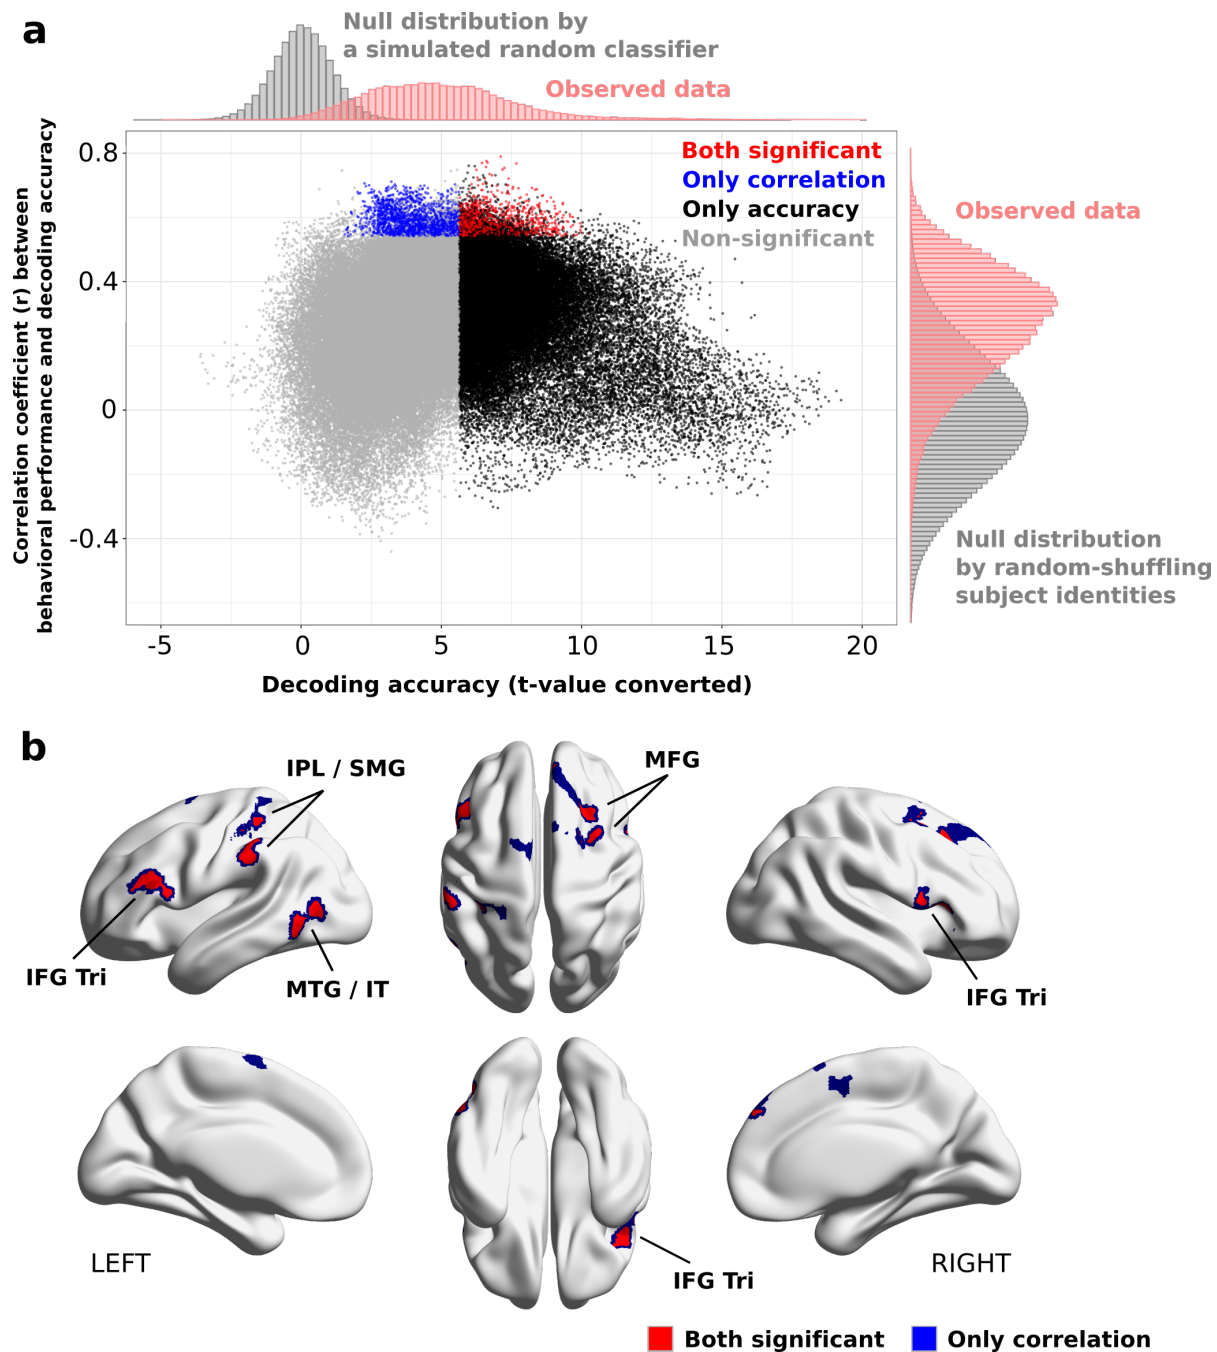 a
Null distribution by
a simulated random classifier
Observed data
Correlation coefficient (r) between
behavioral performance and decoding accuracy
0.8
0.4
0
-0.4
Both significant
Only correlation
Only accuracy
Non-significant
Observed data
Null distribution
by random-shuffling
subject identities
-5
0
5
10
15
20
Decoding accuracy (t-value converted)
b
IPL / SMG
MFG
IFG Tri
MTG / IT
IFG Tri
LEFT
RIGHT
IFG Tri
Both significant
Only correlation